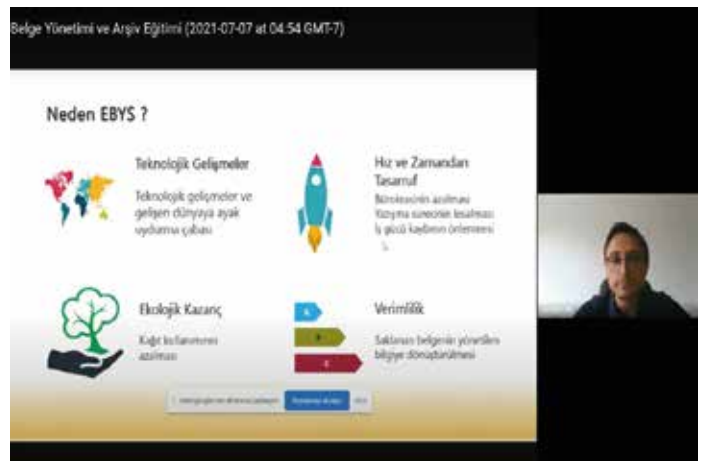 Belge Yönetimi ve Arşiv Eğitimi (2021-07-07 at 04:54 GMT-7)
Neden EBYS ?
Teknolojik Gelişmeler
Teknolojik gelişmeler ve
gelişen dünyaya ayak
uydurma çabası
Hız ve Zamandan
Tasarruf
Bürokrasinin azalması
Yazışma sürecinin kısalması
İş gücü kaybının önlenmesi
Ekolojik Kazanç
Kağıt kullanımının
azalması
Verimlilik
Saklanan belgenin yönetilen
bilgiye dönüştürülmesi